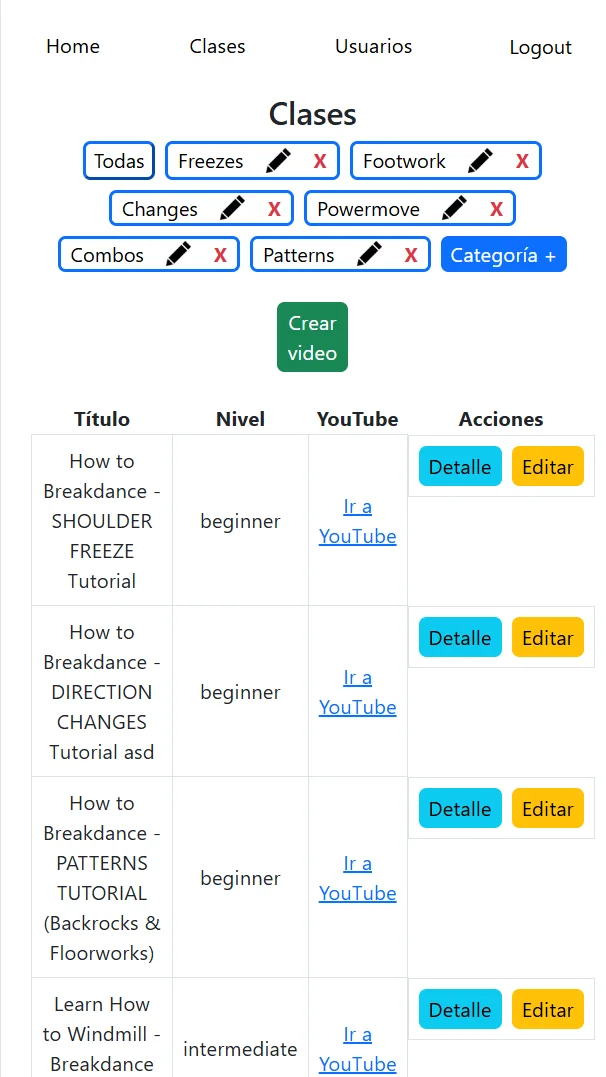 Home Clases Usuarios Logout
Clases
Todas Freezes X Footwork X
Changes X Powermove X
Combos X Patterns X Categoría +
Crear
video
Título Nivel YouTube Acciones
How to
Breakdance -
SHOULDER
FREEZE
Tutorial
beginner
Ir a
YouTube
Detalle Editar
How to
Breakdance -
DIRECTION
CHANGES
Tutorial asd
beginner
Ir a
YouTube
Detalle Editar
How to
Breakdance -
PATTERNS
TUTORIAL
(Backrocks &
Floorworks)
beginner
Ir a
YouTube
Detalle Editar
Learn How
to Windmill -
Breakdance
intermediate
Ir a
YouTube
Detalle Editar